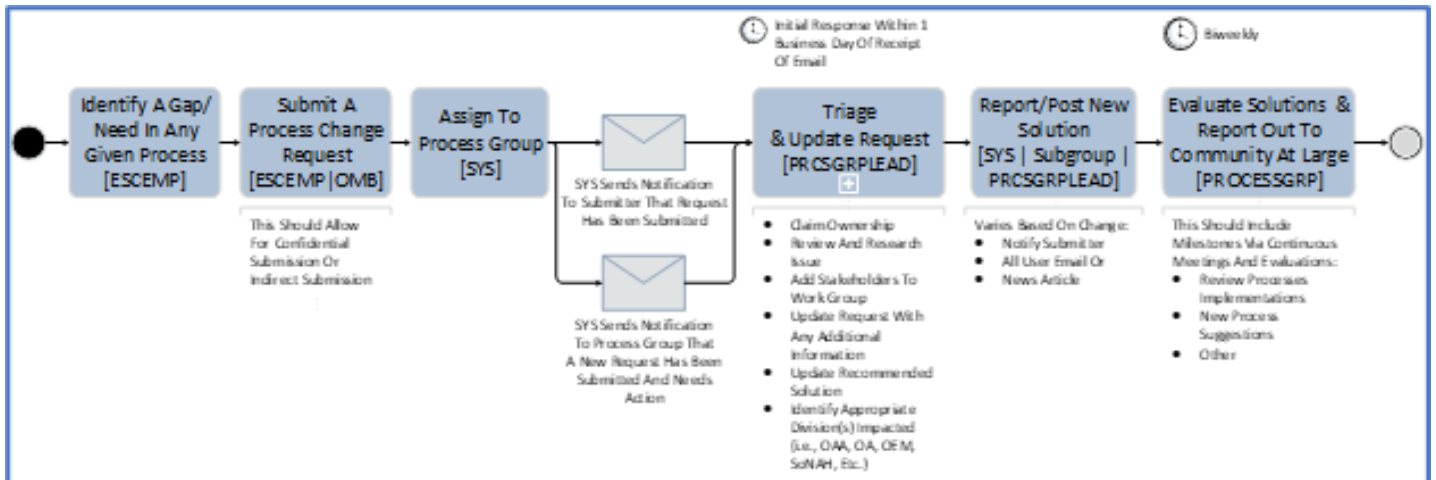 Initial Response Within 1
Business Day Of Receipt
Of Email
Biweekly
Identify A Gap/
Need In Any
Given Process
[ESCEMP]
Submit A
Process Change
Request
[ESCEMP|OMB]
Assign To
Process Group
[SYS]
Triage
& Update Request
[PRCSGRPLEAD]
Report/Post New
Solution
[SYS | Subgroup |
PRCSGRPLEAD]
Evaluate Solutions &
Report Out To
Community At Large
[PROCESSGRP]
This Should Allow
For Confidential
Submission Or
Indirect Submission
SYS Sends Notification
To Submitter That Request
Has Been Submitted
SYS Sends Notification
To Process Group That
A New Request Has Been
Submitted And Needs
Action
• Claim Ownership
• Review And Research
Issue
• Add Stakeholders To
Work Group
• Update Request With
Any Additional
Information
• Update Recommended
Solution
• Identify Appropriate
Division(s) Impacted
(i.e., OAA, OA, OEM,
SoNAH, Etc.)
Varies Based On Change:
• Notify Submitter
• All User Email Or
• News Article
This Should Include
Milestones Via Continuous
Meetings And Evaluations:
• Review Processes
Implementations
• New Process
Suggestions
• Other